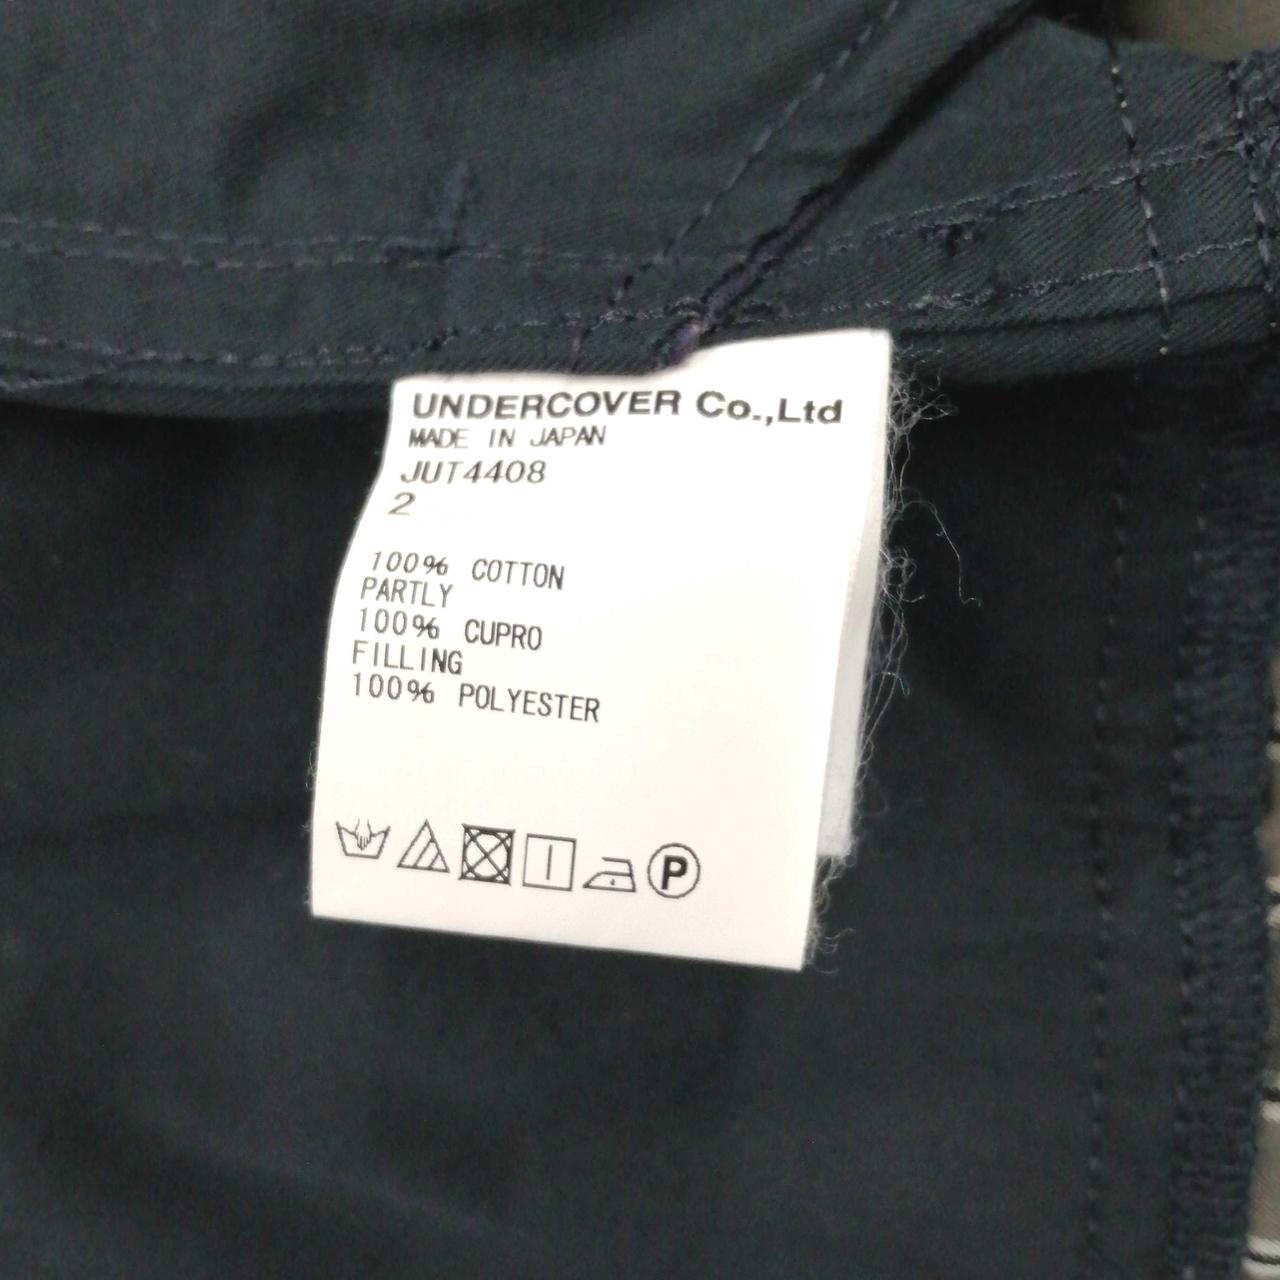 UNDERCOVER Co.,Ltd
MADE IN JAPAN
JUT4408
2
100% COTTON
PARTLY
100% CUPRO
FILLING
100% POLYESTER
P